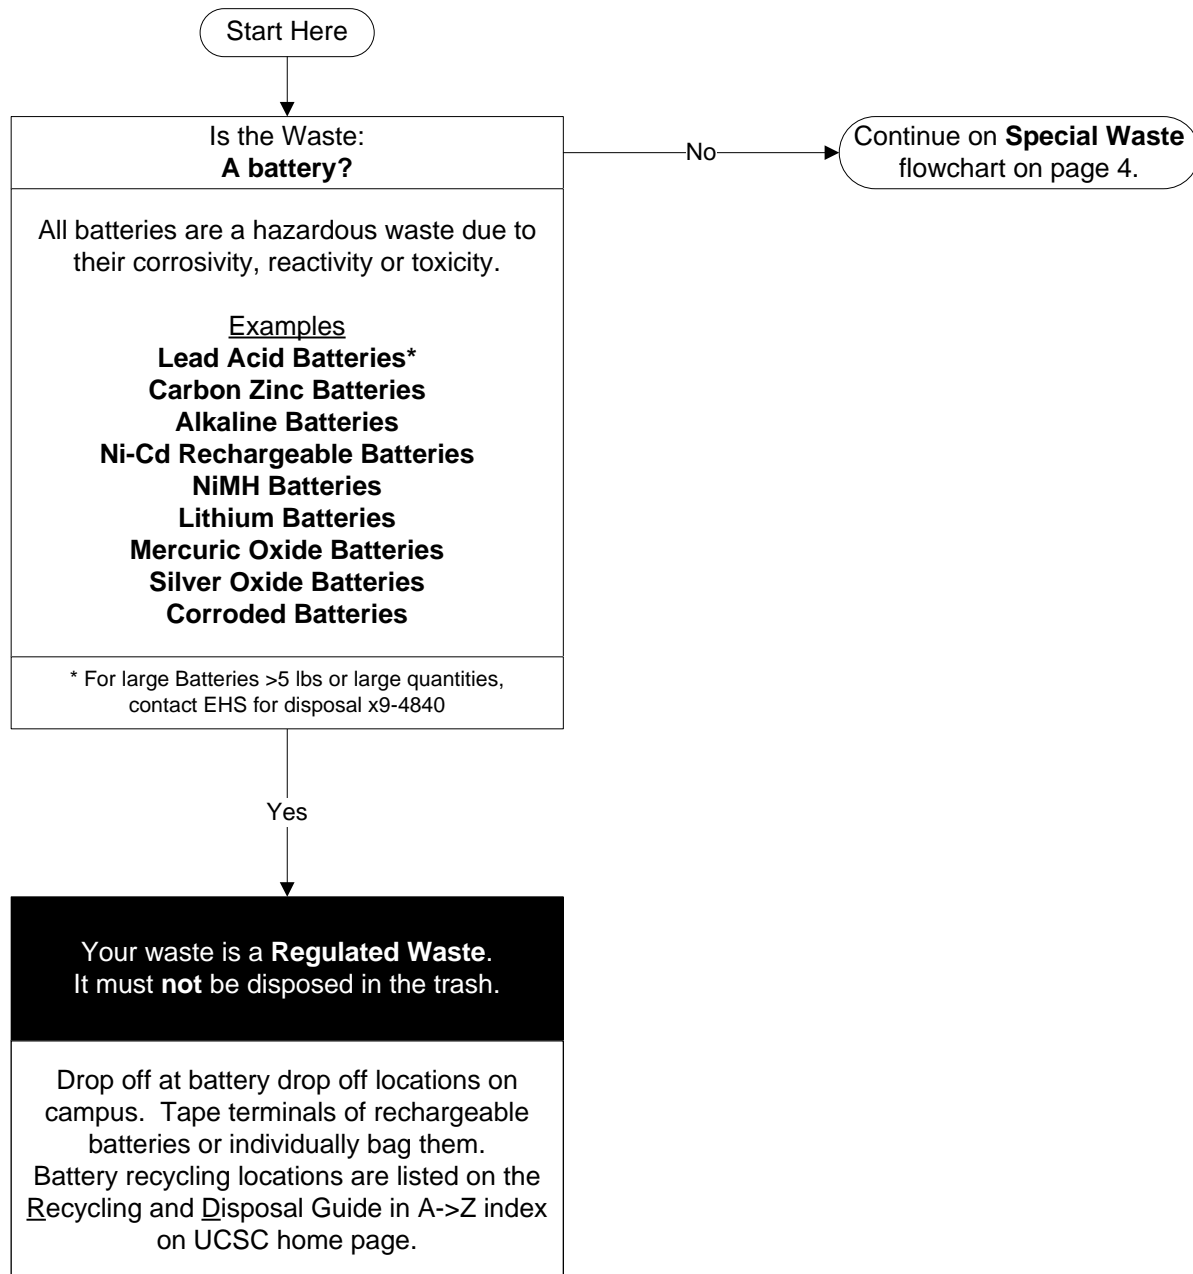 Start Here
Is the Waste:
A battery?
No
Continue on Special Waste
flowchart on page 4.
All batteries are a hazardous waste due to
their corrosivity, reactivity or toxicity.
Examples
Lead Acid Batteries*
Carbon Zinc Batteries
Alkaline Batteries
Ni-Cd Rechargeable Batteries
NiMH Batteries
Lithium Batteries
Mercuric Oxide Batteries
Silver Oxide Batteries
Corroded Batteries
* For large Batteries >5 lbs or large quantities,
contact EHS for disposal x9-4840
Yes
Your waste is a Regulated Waste.
It must not be disposed in the trash.
Drop off at battery drop off locations on
campus.  Tape terminals of rechargeable
batteries or individually bag them.
Battery recycling locations are listed on the
Recycling and Disposal Guide in A->Z index
on UCSC home page.